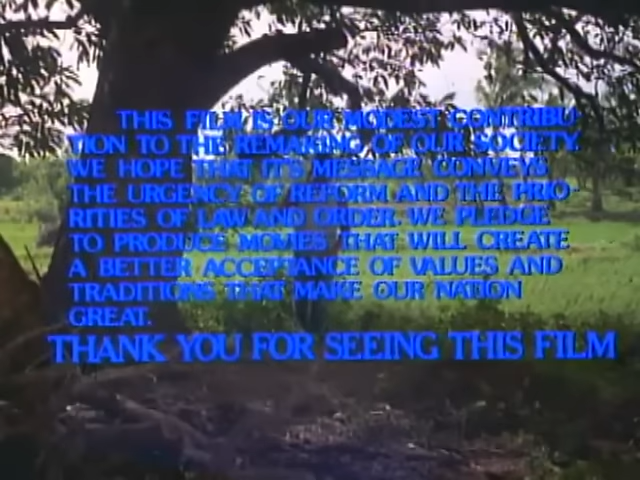 THIS FILM IS OUR MODEST CONTRIBU-
TION TO THE REMAKING OF OUR SOCIETY.
WE HOPE THAT IT'S MESSAGE CONVEYS
THE URGENCY OF REFORM AND THE PRIO-
RITIES OF LAW AND ORDER. WE PLEDGE
TO PRODUCE MOVIES THAT WILL CREATE
A BETTER ACCEPTANCE OF VALUES AND
TRADITIONS THAT MAKE OUR NATION
GREAT.
THANK YOU FOR SEEING THIS FILM